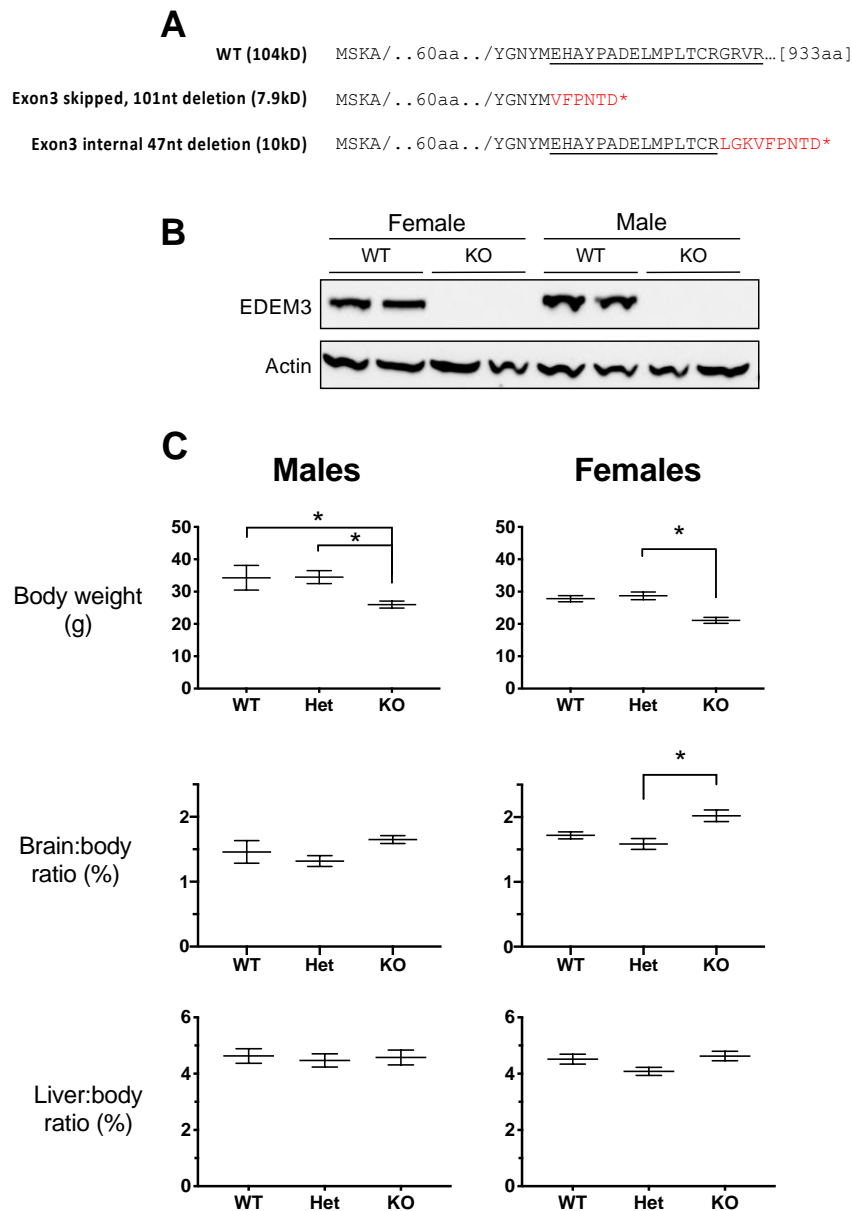 A
WT (104kD) MSKA/..60aa../YGNYMEHAYPADELMPLTCRGRVR…[933aa]
Exon3 skipped, 101nt deletion (7.9kD) MSKA/..60aa../YGNYMVFPNTD*
Exon3 internal 47nt deletion (10kD) MSKA/..60aa../YGNYMEHAYPADELMPLTCRLGKVFPNTD*
B
Female Male
WT KO WT KO
EDEM3
Actin
C
Males Females
Body weight
(g)
50
40
30
20
10
0
* *
WT Het KO
50
40
30
20
10
0
*
WT Het KO
Brain:body
ratio (%)
2
1
0
WT Het KO
2
1
0
*
WT Het KO
Liver:body
ratio (%)
6
4
2
0
WT Het KO
6
4
2
0
WT Het KO